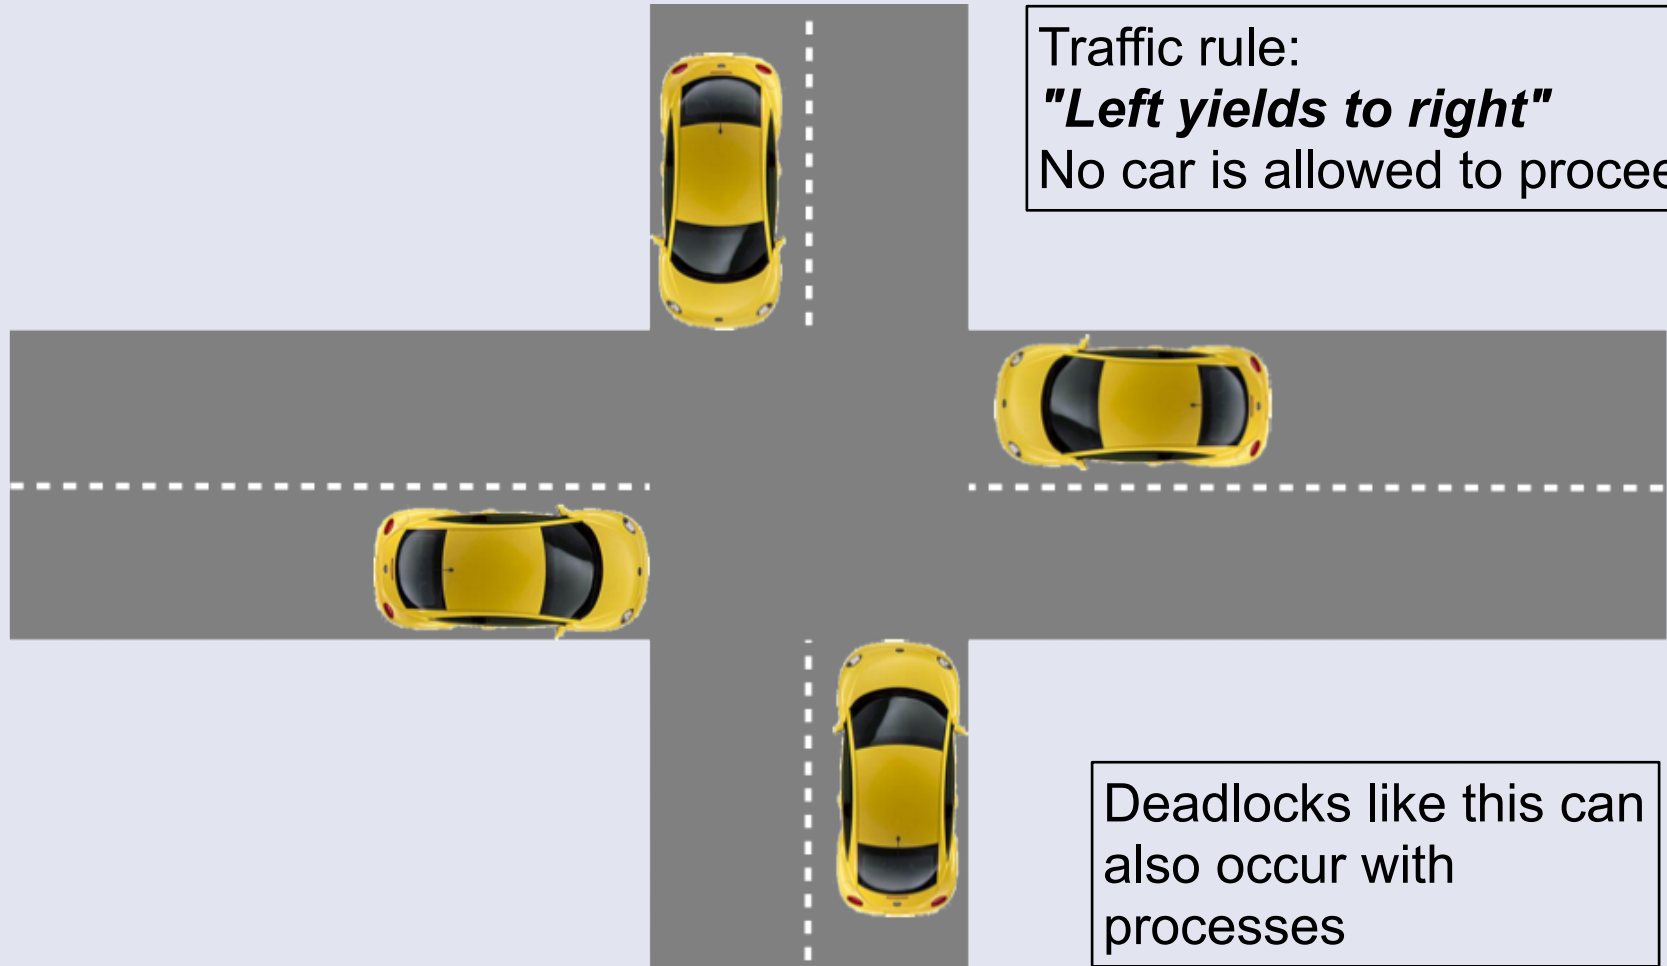 Traffic rule:
"Left yields to right"
No car is allowed to procee
Deadlocks like this can
also occur with
processes